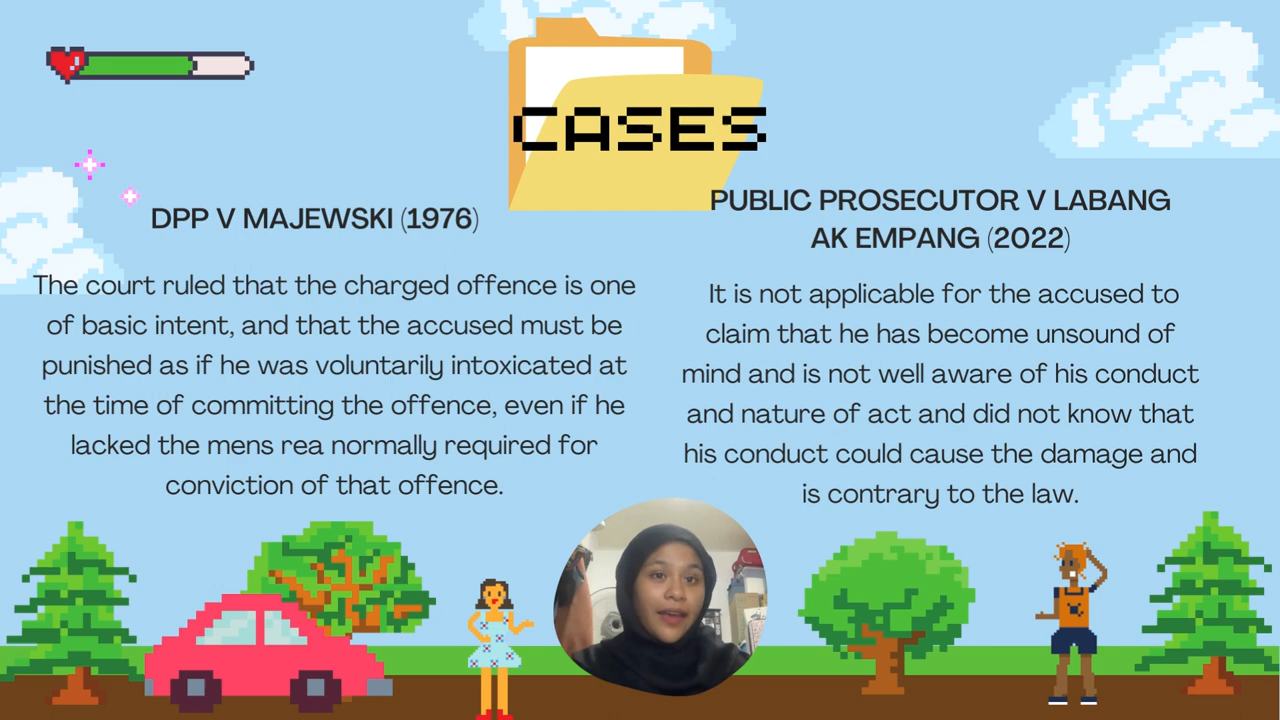 CASES
DPP V MAJEWSKI (1976)
The court ruled that the charged offence is one
of basic intent, and that the accused must be
punished as if he was voluntarily intoxicated at
the time of committing the offence, even if he
lacked the mens rea normally required for
conviction of that offence.
PUBLIC PROSECUTOR V LABANG
AK EMPANG (2022)
It is not applicable for the accused to
claim that he has become unsound of
mind and is not well aware of his conduct
and nature of act and did not know that
his conduct could cause the damage and
is contrary to the law.